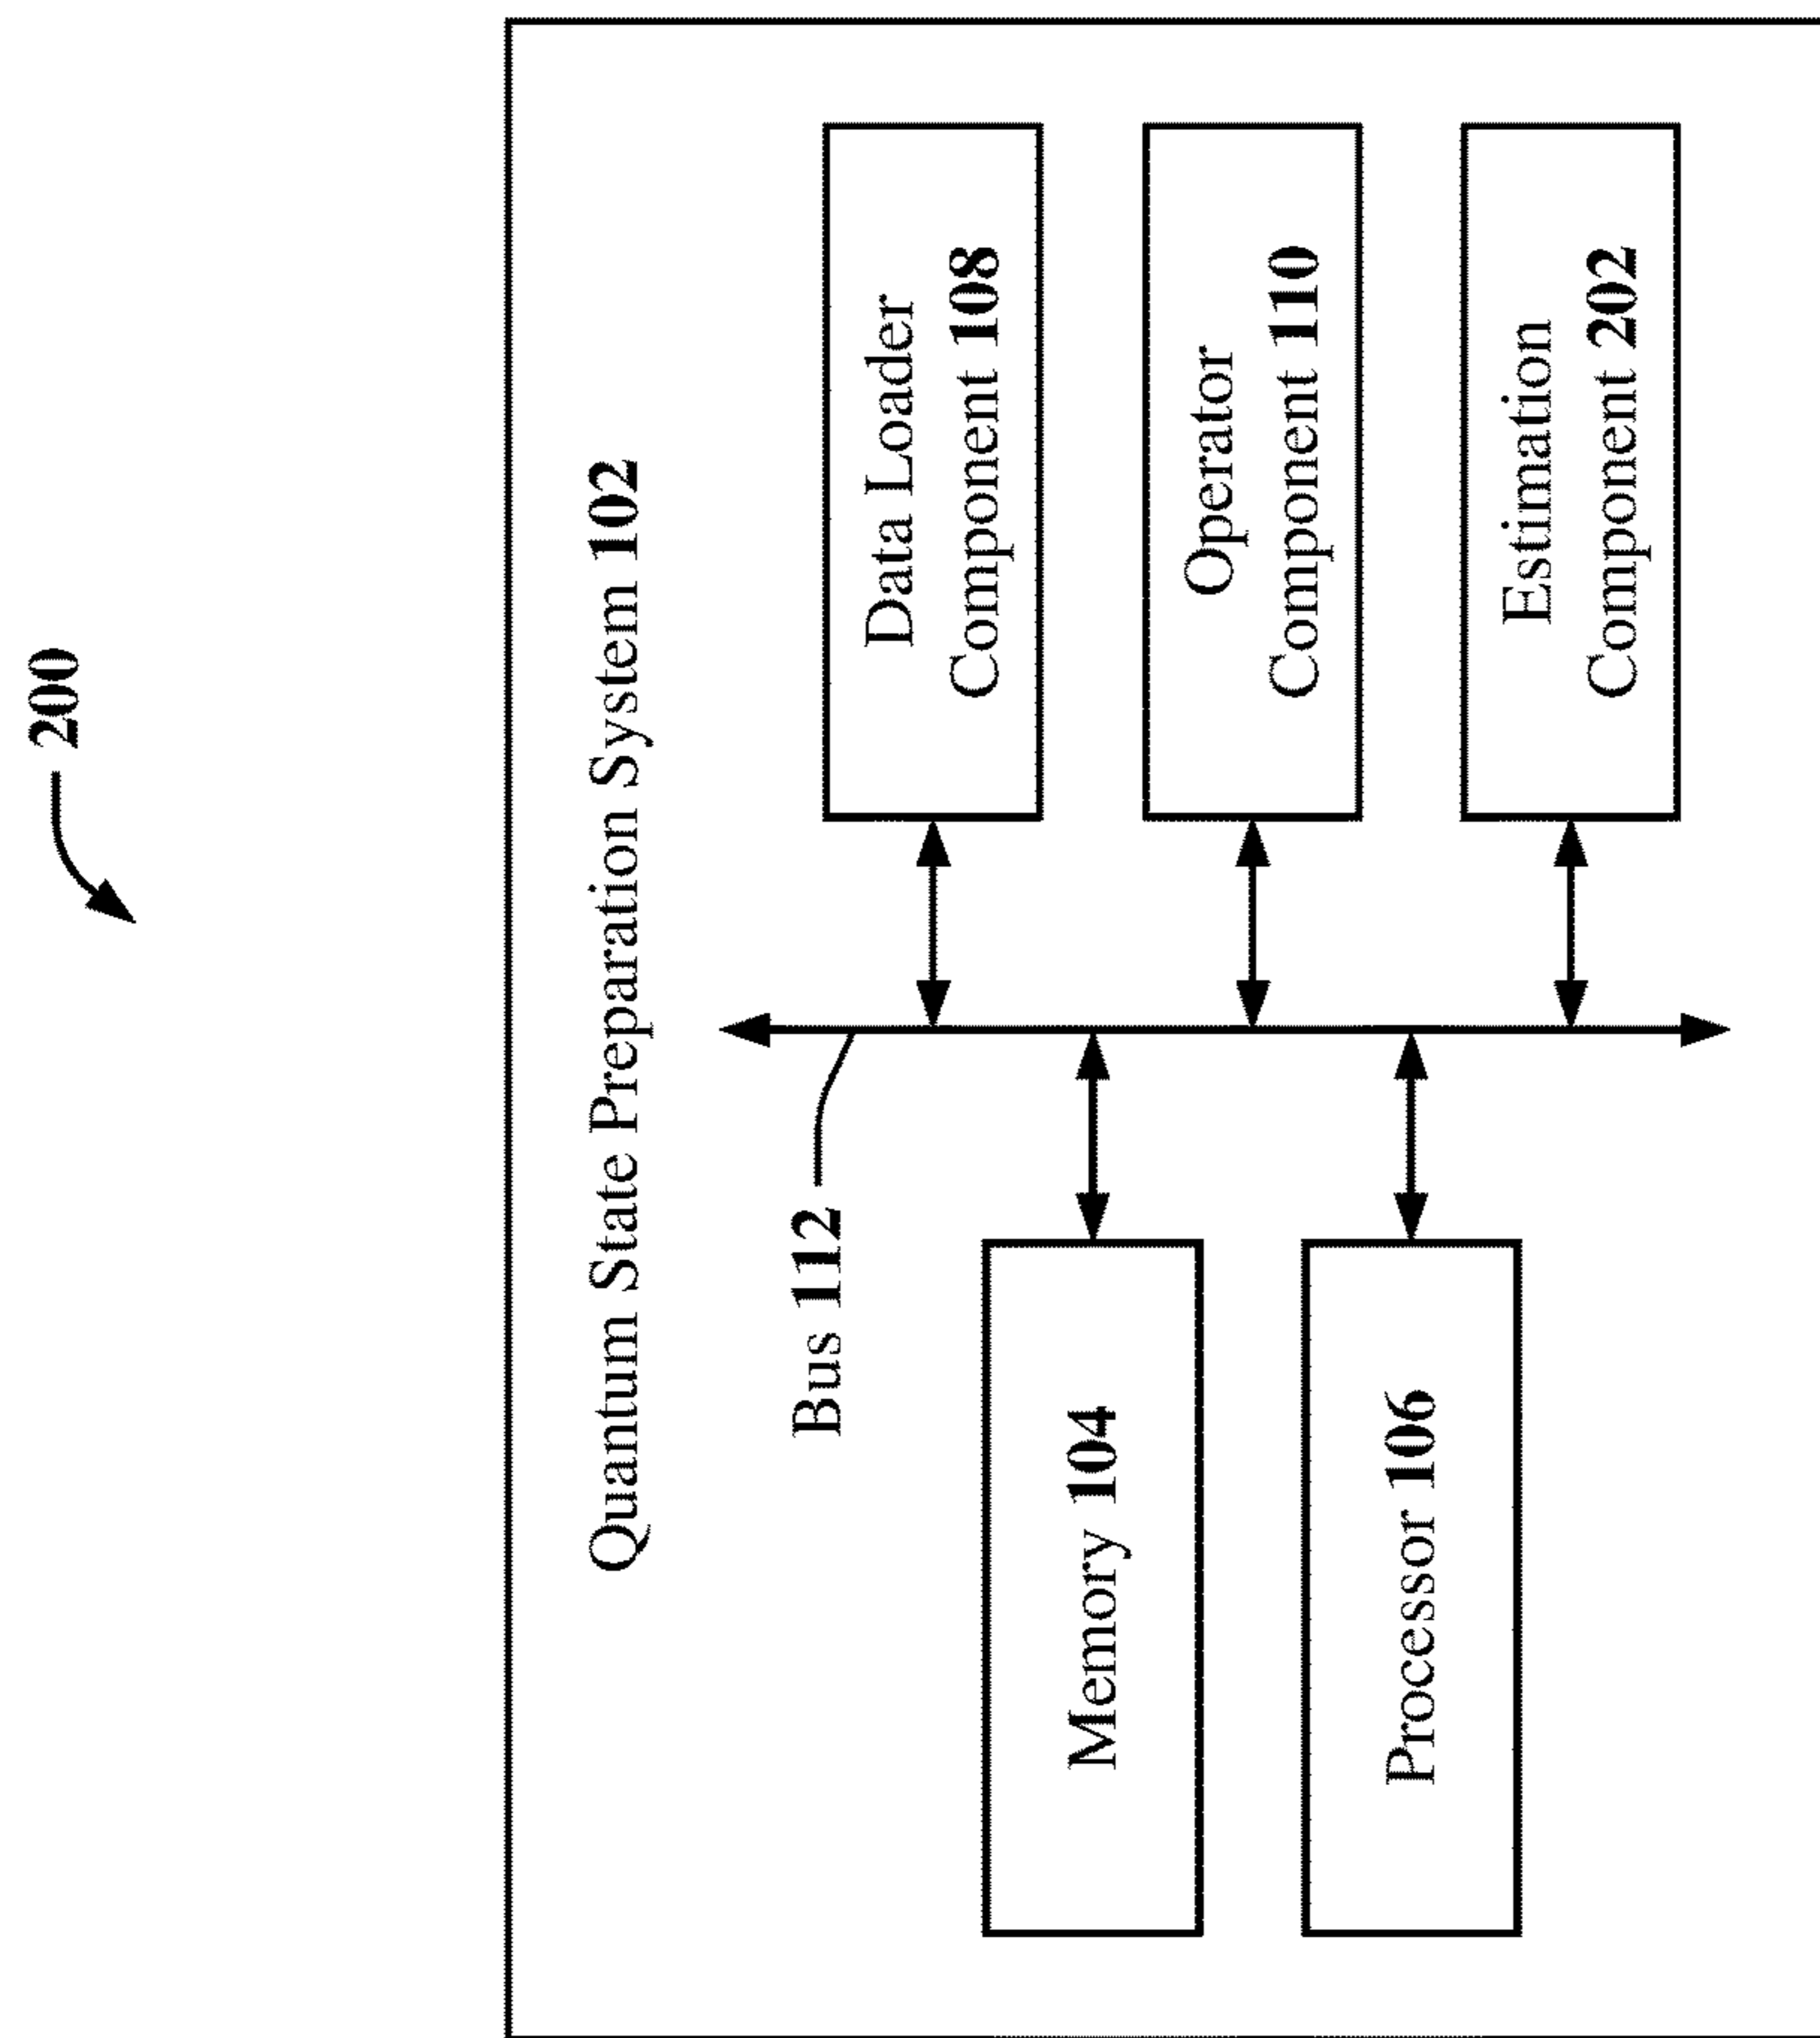 200
Quantum State Preparation System 102
Bus 112
Memory 104
Processor 106
Data Loader
Component 108
Operator
Component 110
Estimation
Component 202